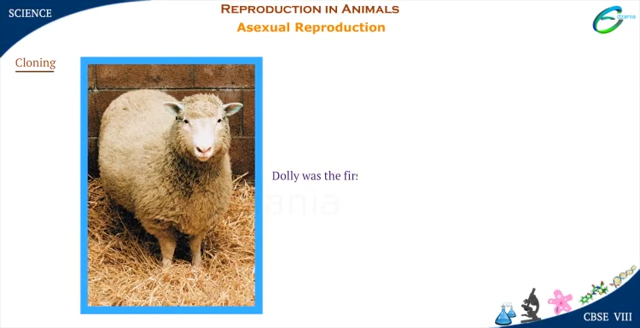 SCIENCE
REPRODUCTION IN ANIMALS
Asexual Reproduction
Cloning
Dolly was the fir
CBSE VIII